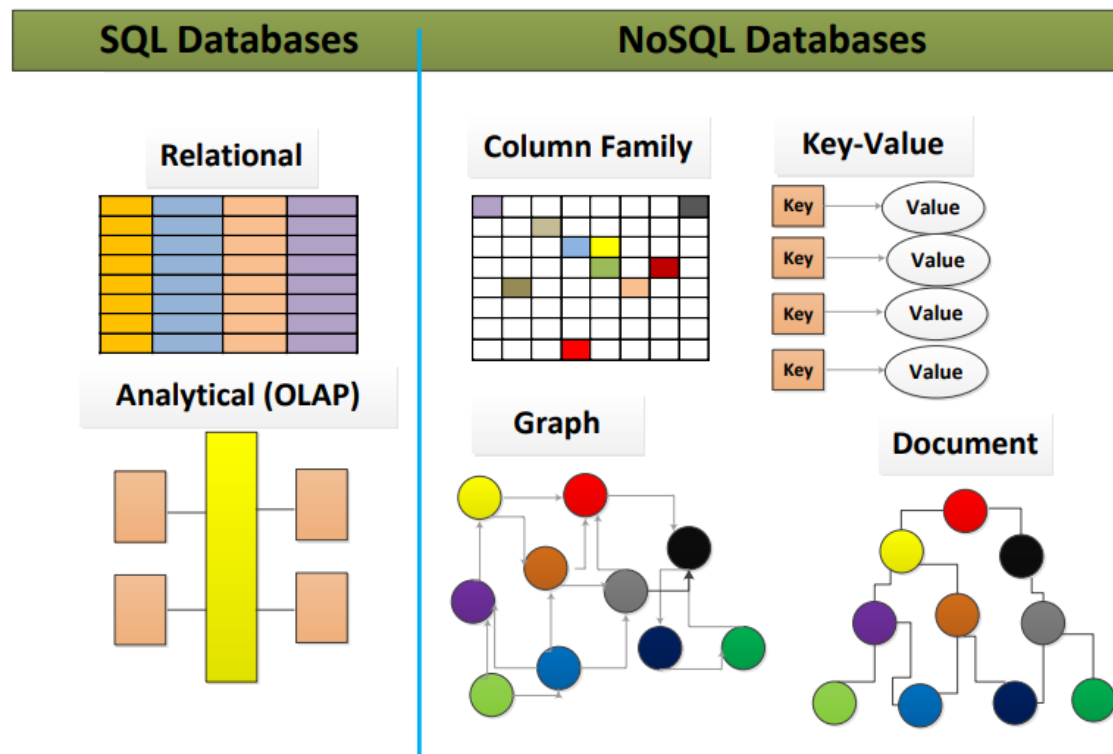 SQL Databases
NoSQL Databases
Relational
Analytical (OLAP)
Column Family
Key-Value
Key
Value
Key
Value
Key
Value
Key
Value
Graph
Document